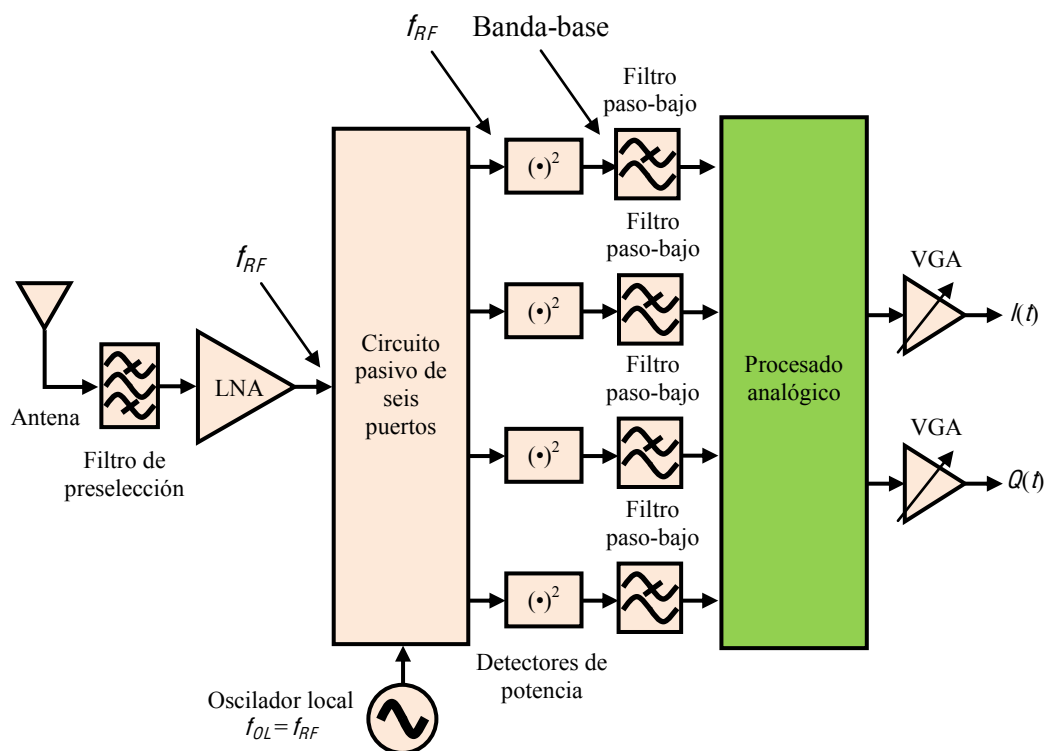 f_RF
Banda-base
Filtro
paso-bajo
(•)²
Filtro
paso-bajo
f_RF
VGA
(•)²
I(t)
Circuito
pasivo de
seis
puertos
Filtro
paso-bajo
Procesado
analógico
LNA
Antena
VGA
(•)²
Filtro de
preselección
Q(t)
Filtro
paso-bajo
(•)²
Detectores de
potencia
Oscilador local
f_OL = f_RF